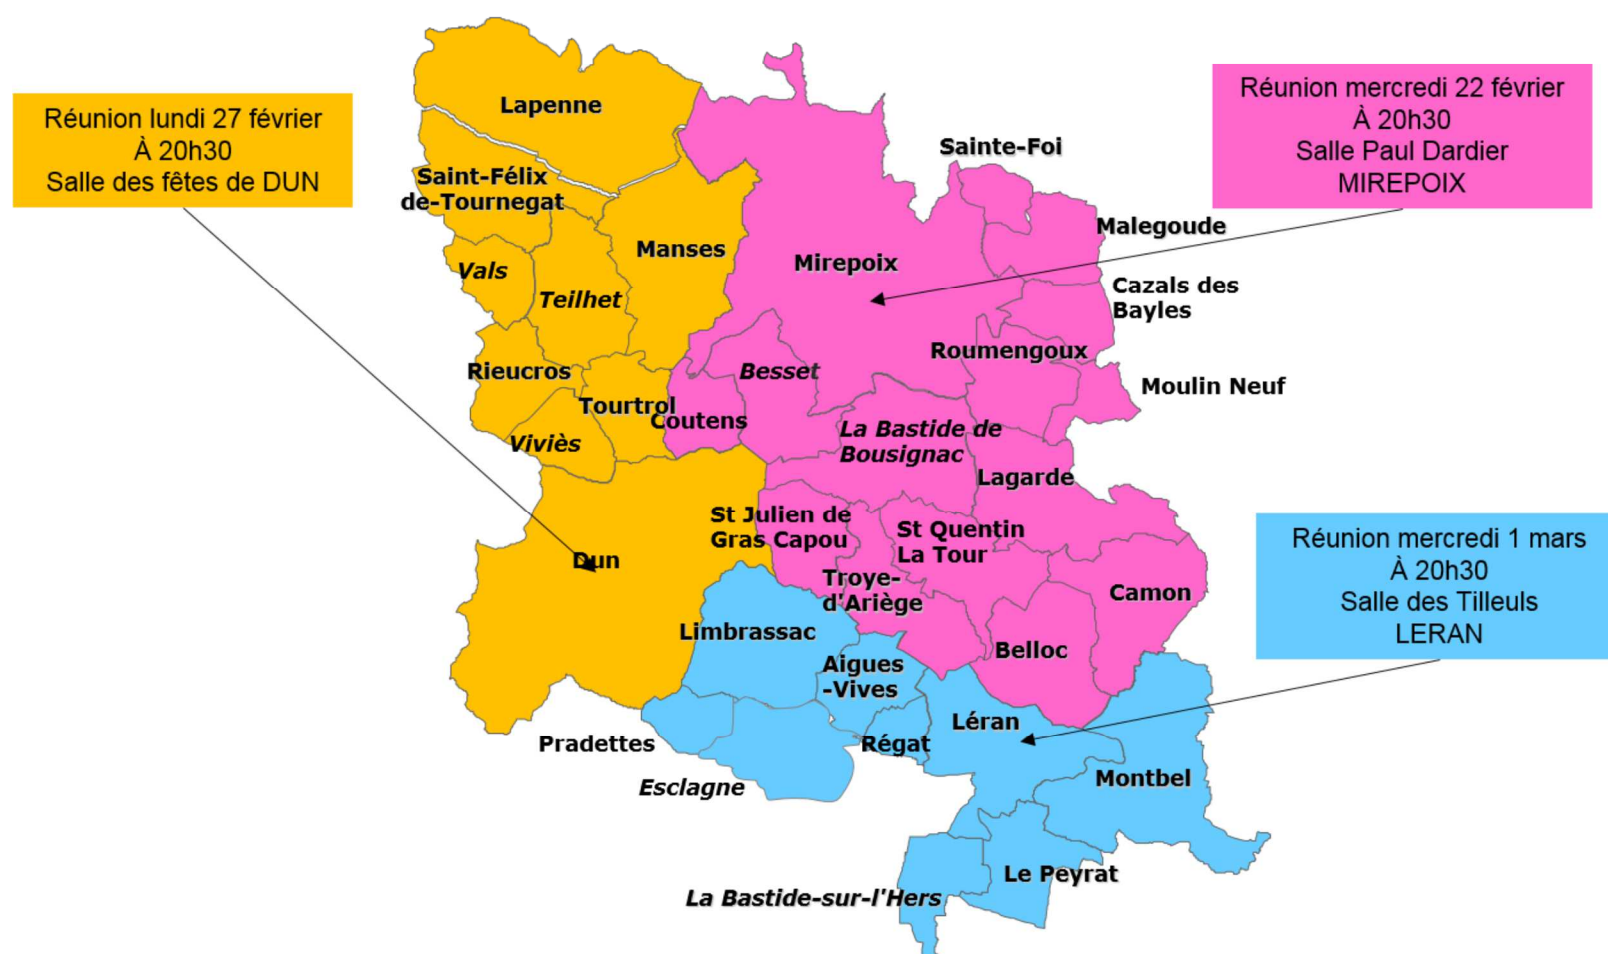 Réunion lundi 27 février
À 20h30
Salle des fêtes de DUN
Réunion mercredi 22 février
À 20h30
Salle Paul Dardier
MIREPOIX
Lapenne
Sainte-Foi
Saint-Félix
de-Tournegat
Malegoude
Manses
Mirepoix
Vals
Teilhet
Cazals des
Bayles
Roumengoux
Rieucros
Besset
Moulin Neuf
Tourtrol
Coutens
Viviès
La Bastide de
Bousignac
Lagarde
St Julien de
Gras Capou
St Quentin
La Tour
Dun
Troye-
d'Ariège
Camon
Réunion mercredi 1 mars
À 20h30
Salle des Tilleuls
LERAN
Limbrassac
Belloc
Aigues
-Vives
Léran
Pradettes
Régat
Esclagne
Montbel
Le Peyrat
La Bastide-sur-l'Hers